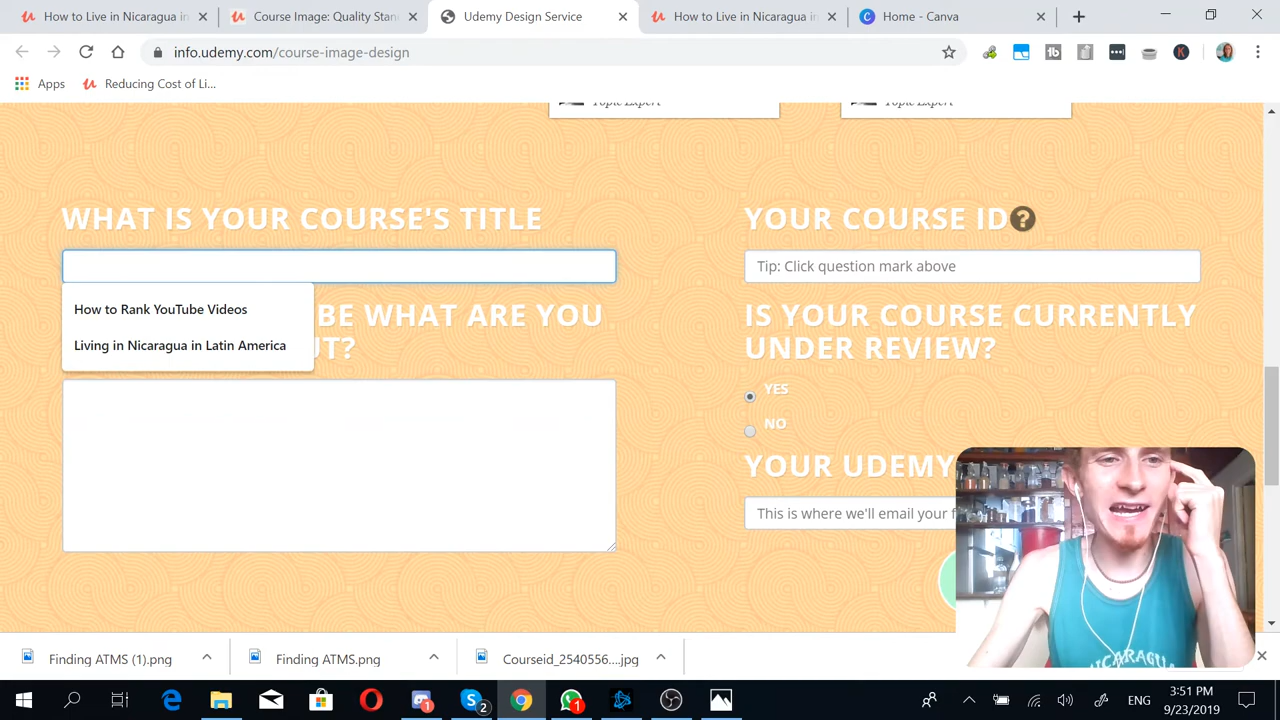 How to Live in Nicaragua in
Course Image: Quality Stan
Udemy Design Service
How to Live in Nicaragua in
Home - Canva
info.udemy.com/course-image-design
Apps
Reducing Cost of Li...
Topic Expert
Topic Expert
WHAT IS YOUR COURSE'S TITLE
How to Rank YouTube Videos
Living in Nicaragua in Latin America
BE WHAT ARE YOU
UT?
YOUR COURSE ID
Tip: Click question mark above
IS YOUR COURSE CURRENTLY
UNDER REVIEW?
YES
NO
YOUR UDEMY
This is where we'll email your f
NICARAGUA
Finding ATMS (1).png
Finding ATMS.png
Courseid_2540556....jpg
ENG
3:51 PM
9/23/2019